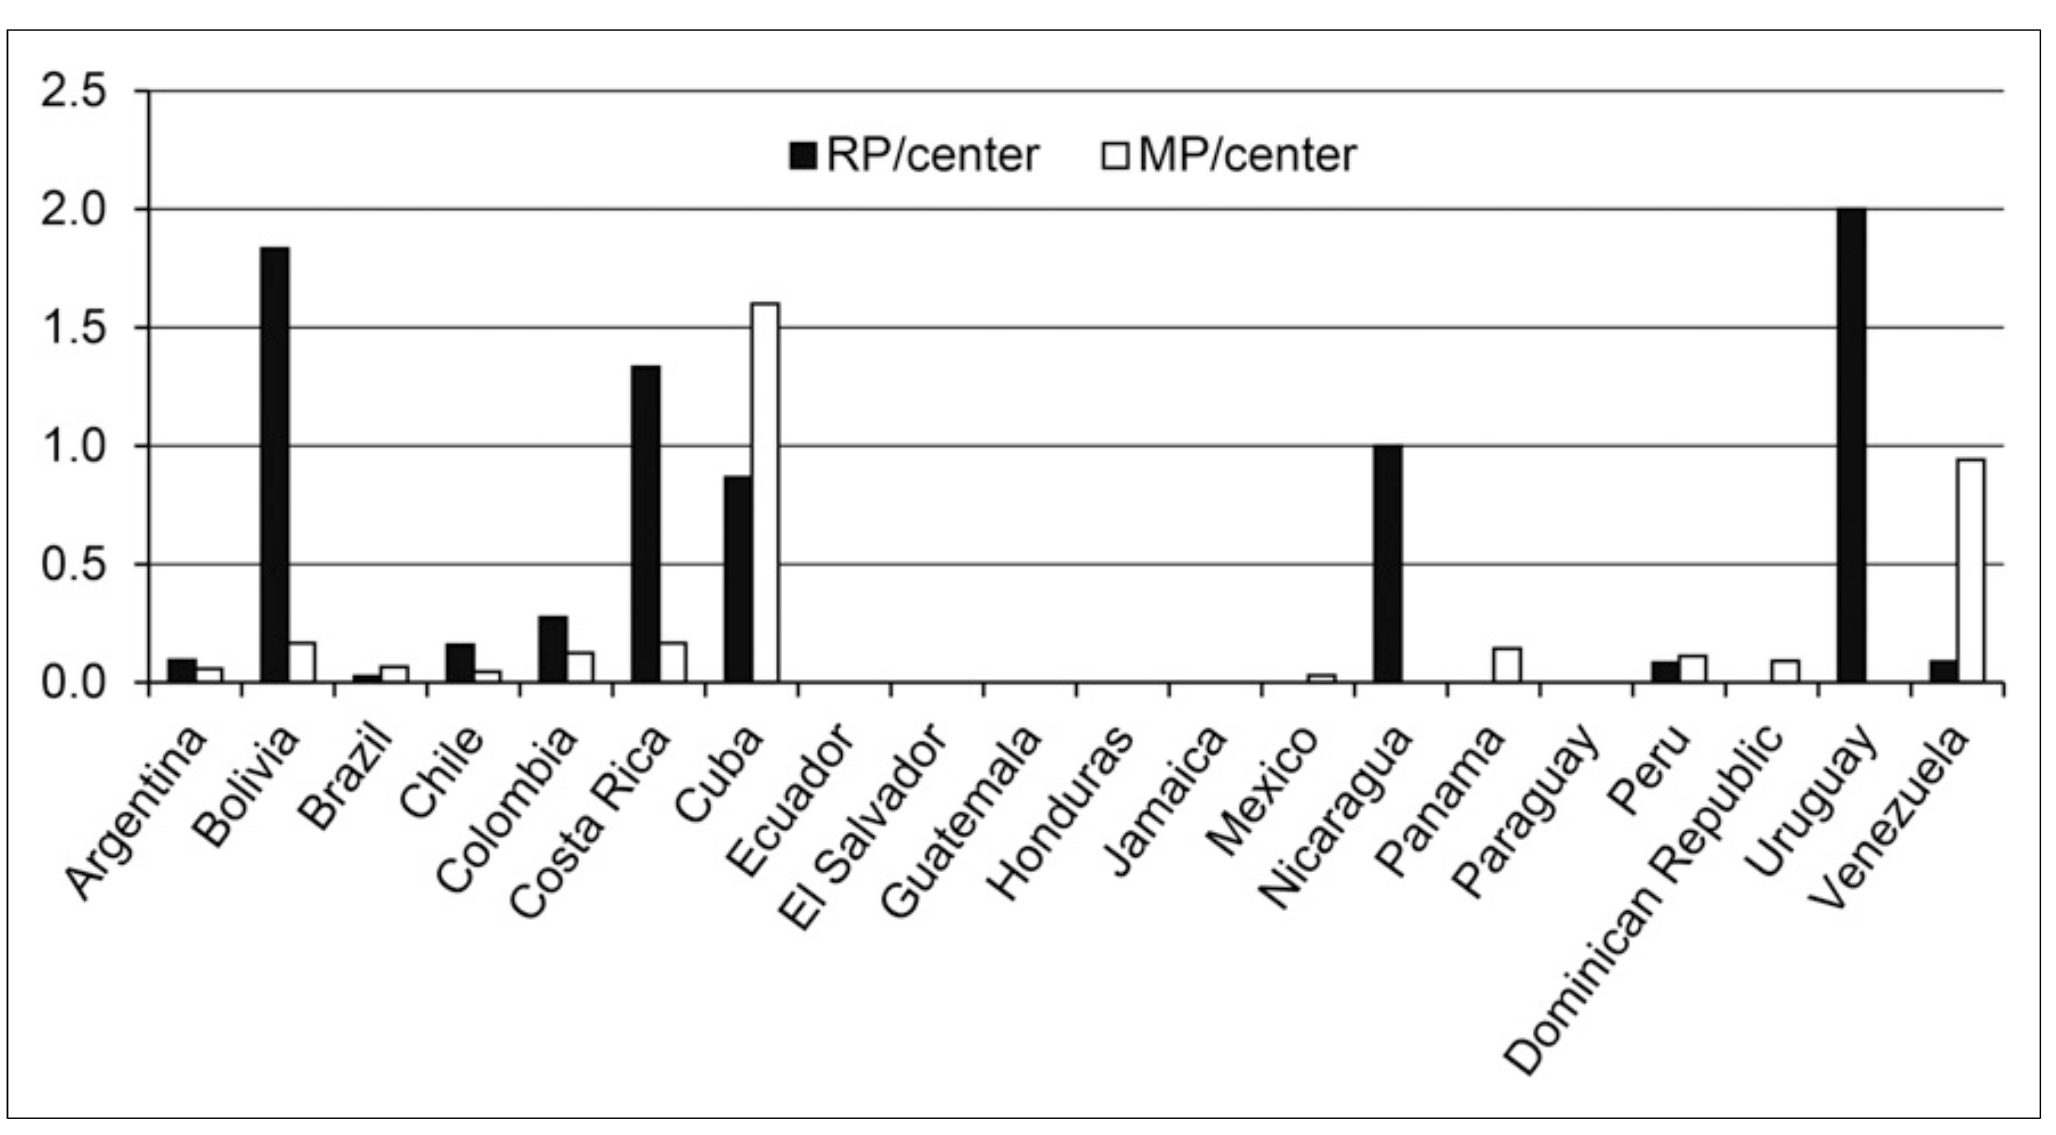 2.5
RP/center MP/center
2.0
1.5
1.0
0.5
0.0
Argentina
Bolivia
Brazil
Chile
Colombia
Costa Rica
Cuba
Ecuador
El Salvador
Guatemala
Honduras
Jamaica
Mexico
Nicaragua
Panama
Paraguay
Peru
Dominican Republic
Uruguay
Venezuela